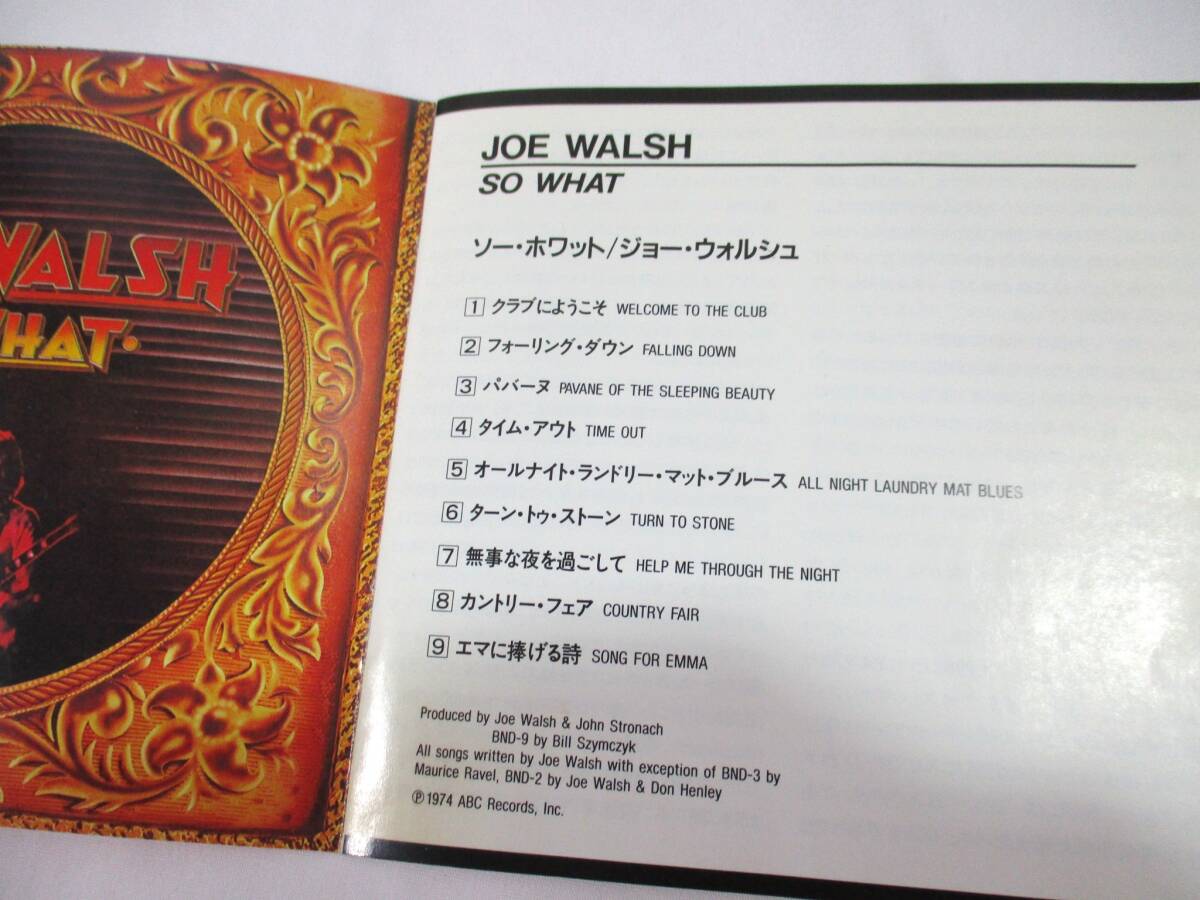 WALSH
WHAT•
JOE WALSH
SO WHAT
ソー・ホワット/ジョー・ウォルシュ
1 クラブにようこそ WELCOME TO THE CLUB
2 フォーリング・ダウン FALLING DOWN
3 パバーヌ PAVANE OF THE SLEEPING BEAUTY
4 タイム・アウト TIME OUT
5 オールナイト・ランドリー・マット・ブルース ALL NIGHT LAUNDRY MAT BLUES
6 ターン・トゥ・ストーン TURN TO STONE
7 無事な夜を過ごして HELP ME THROUGH THE NIGHT
8 カントリー・フェア COUNTRY FAIR
9 エマに捧げる詩 SONG FOR EMMA
Produced by Joe Walsh & John Stronach
BND-9 by Bill Szymczyk
All songs written by Joe Walsh with exception of BND-3 by
Maurice Ravel, BND-2 by Joe Walsh & Don Henley
℗1974 ABC Records, Inc.